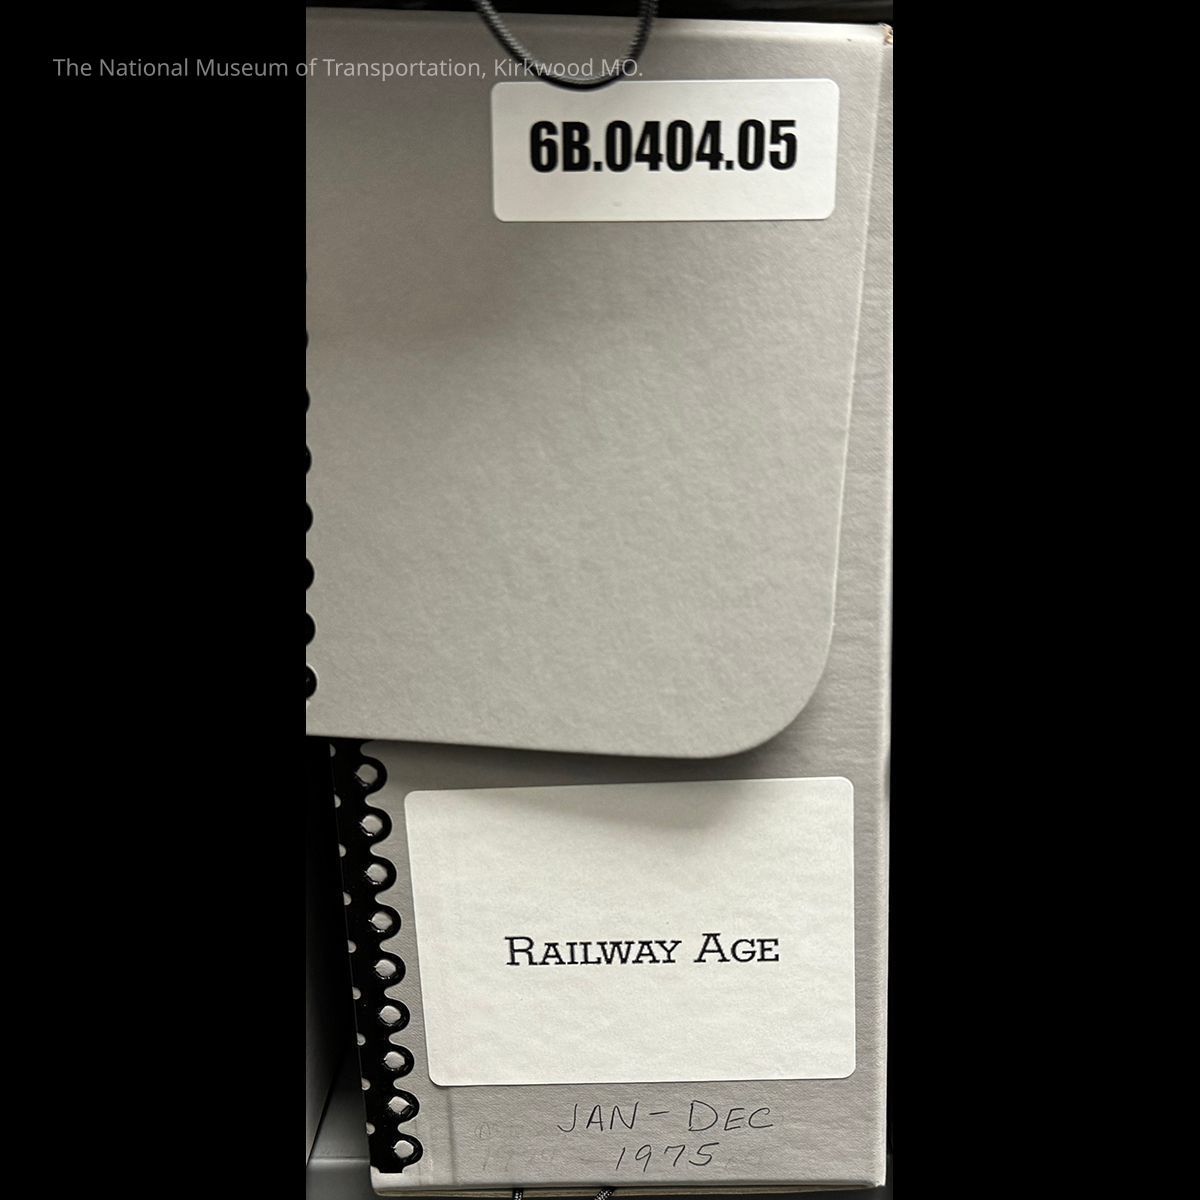 The National Museum of Transportation, Kirkwood MO.
6B.0404.05
RAILWAY AGE
JAN-DEC
1975